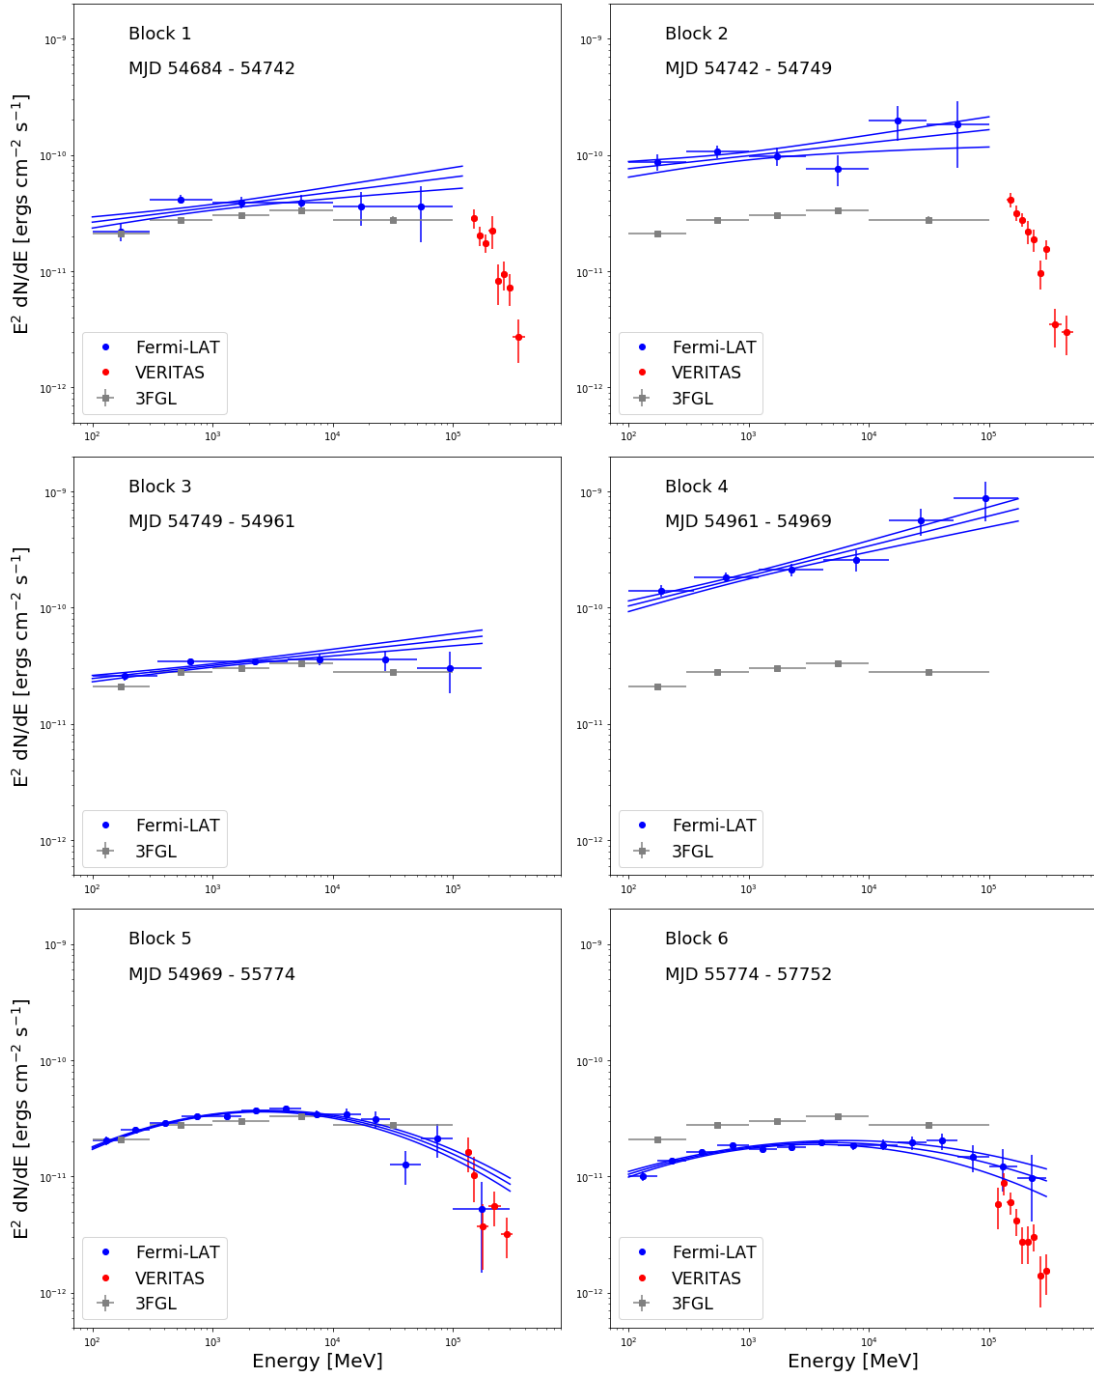 Block 1
MJD 54684 - 54742
10⁻⁹
10⁻¹⁰
10⁻¹¹
10⁻¹²
E² dN/dE [ergs cm⁻² s⁻¹]
Fermi-LAT
VERITAS
3FGL
10² 10³ 10⁴ 10⁵
Block 2
MJD 54742 - 54749
10⁻⁹
10⁻¹⁰
10⁻¹¹
10⁻¹²
Fermi-LAT
VERITAS
3FGL
10² 10³ 10⁴ 10⁵
Block 3
MJD 54749 - 54961
10⁻⁹
10⁻¹⁰
10⁻¹¹
10⁻¹²
E² dN/dE [ergs cm⁻² s⁻¹]
Fermi-LAT
3FGL
10² 10³ 10⁴ 10⁵
Block 4
MJD 54961 - 54969
10⁻⁹
10⁻¹⁰
10⁻¹¹
10⁻¹²
Fermi-LAT
3FGL
10² 10³ 10⁴ 10⁵
Block 5
MJD 54969 - 55774
10⁻⁹
10⁻¹⁰
10⁻¹¹
10⁻¹²
E² dN/dE [ergs cm⁻² s⁻¹]
Fermi-LAT
VERITAS
3FGL
10² 10³ 10⁴ 10⁵
Energy [MeV]
Block 6
MJD 55774 - 57752
10⁻⁹
10⁻¹⁰
10⁻¹¹
10⁻¹²
Fermi-LAT
VERITAS
3FGL
10² 10³ 10⁴ 10⁵
Energy [MeV]